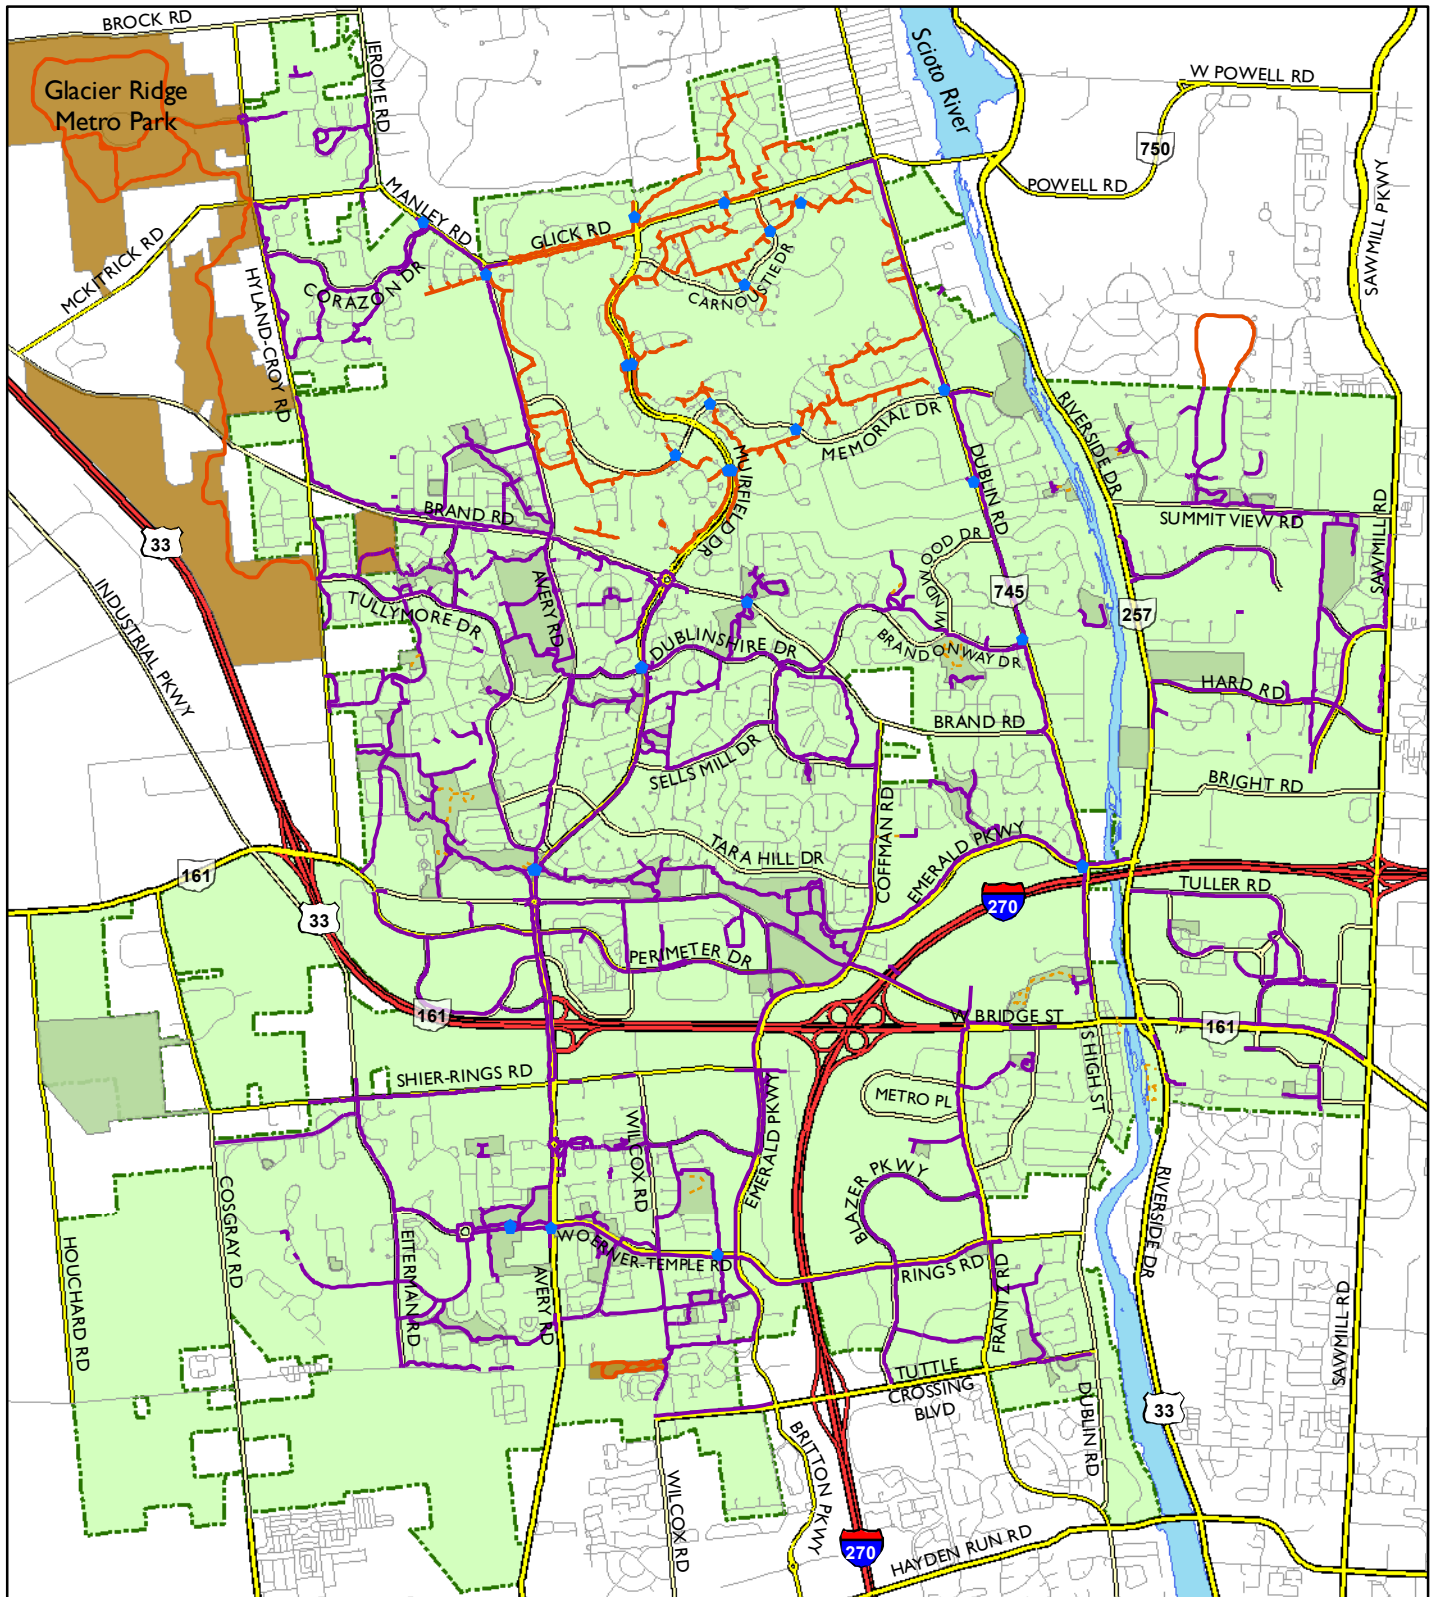 BROCK RD
JEROME RD
Glacier Ridge
Metro Park
Scioto River
W POWELL RD
750
POWELL RD
SAWMILL PKWY
MANLEY RD
GLICK RD
MCKITRICK RD
CORAZON DR
CARNOUSTIE DR
HYLAND-CROY RD
RIVERSIDE DR
MEMORIAL DR
MUIRFIELD DR
DUBLIN RD
BRAND RD
SUMMIT VIEW RD
SAWMILL RD
33
WINDWOOD DR
AVERY RD
745
257
INDUSTRIAL PKWY
TULLYMORE DR
DUBLINSHIRE DR
BRANDONWAY DR
HARD RD
BRAND RD
SELLS MILL DR
BRIGHT RD
COFFMAN RD
EMERALD PKWY
TARA HILL DR
161
TULLER RD
270
33
PERIMETER DR
161
W BRIDGE ST
161
S HIGH ST
SHIER-RINGS RD
METRO PL
WILCOX RD
EMERALD PKWY
BLAZER PKWY
COSGRAY RD
RIVERSIDE DR
HOUCHARD RD
EITERMAN RD
WOERNER-TEMPLE RD
RINGS RD
FRANTZ RD
AVERY RD
SAWMILL RD
TUTTLE
CROSSING
BLVD
DUBLIN RD
33
BRITTON PKWY
WILCOX RD
270
HAYDEN RUN RD